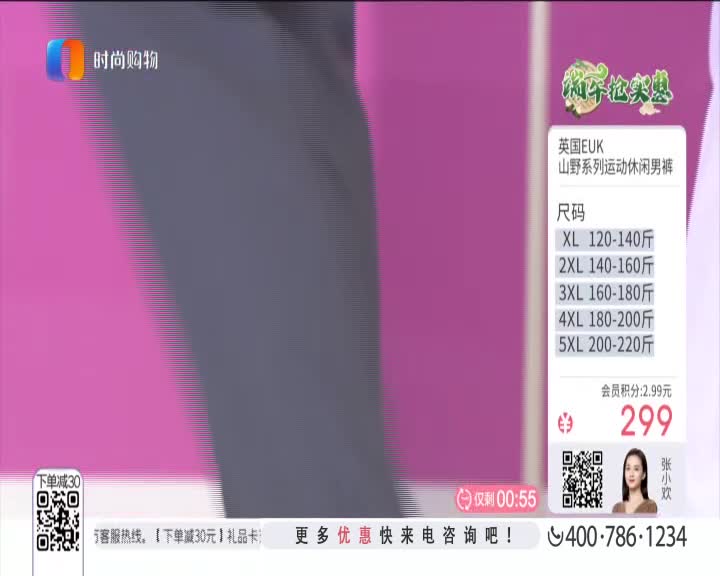 时尚购物
端午抢实惠
英国EUK
山野系列运动休闲男裤
尺码
XL 120-140斤
2XL 140-160斤
3XL 160-180斤
4XL 180-200斤
5XL 200-220斤
会员积分:2.99元
¥299
张小欢
下单减30
仅剩00:55
客服热线。【下单减30元】礼品卡
更多优惠快来电咨询吧！
400·786·1234